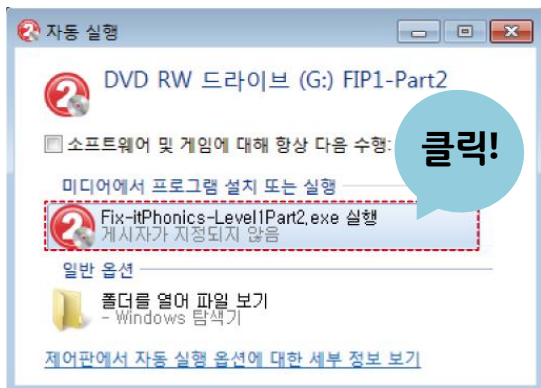 자동 실행
DVD RW 드라이브 (G:) FIP1-Part2
소프트웨어 및 게임에 대해 항상 다음 수행:
클릭!
미디어에서 프로그램 설치 또는 실행
Fix-itPhonics-Level1Part2.exe 실행
게시자가 지정되지 않음
일반 옵션
폴더를 열어 파일 보기
- Windows 탐색기
제어판에서 자동 실행 옵션에 대한 세부 정보 보기